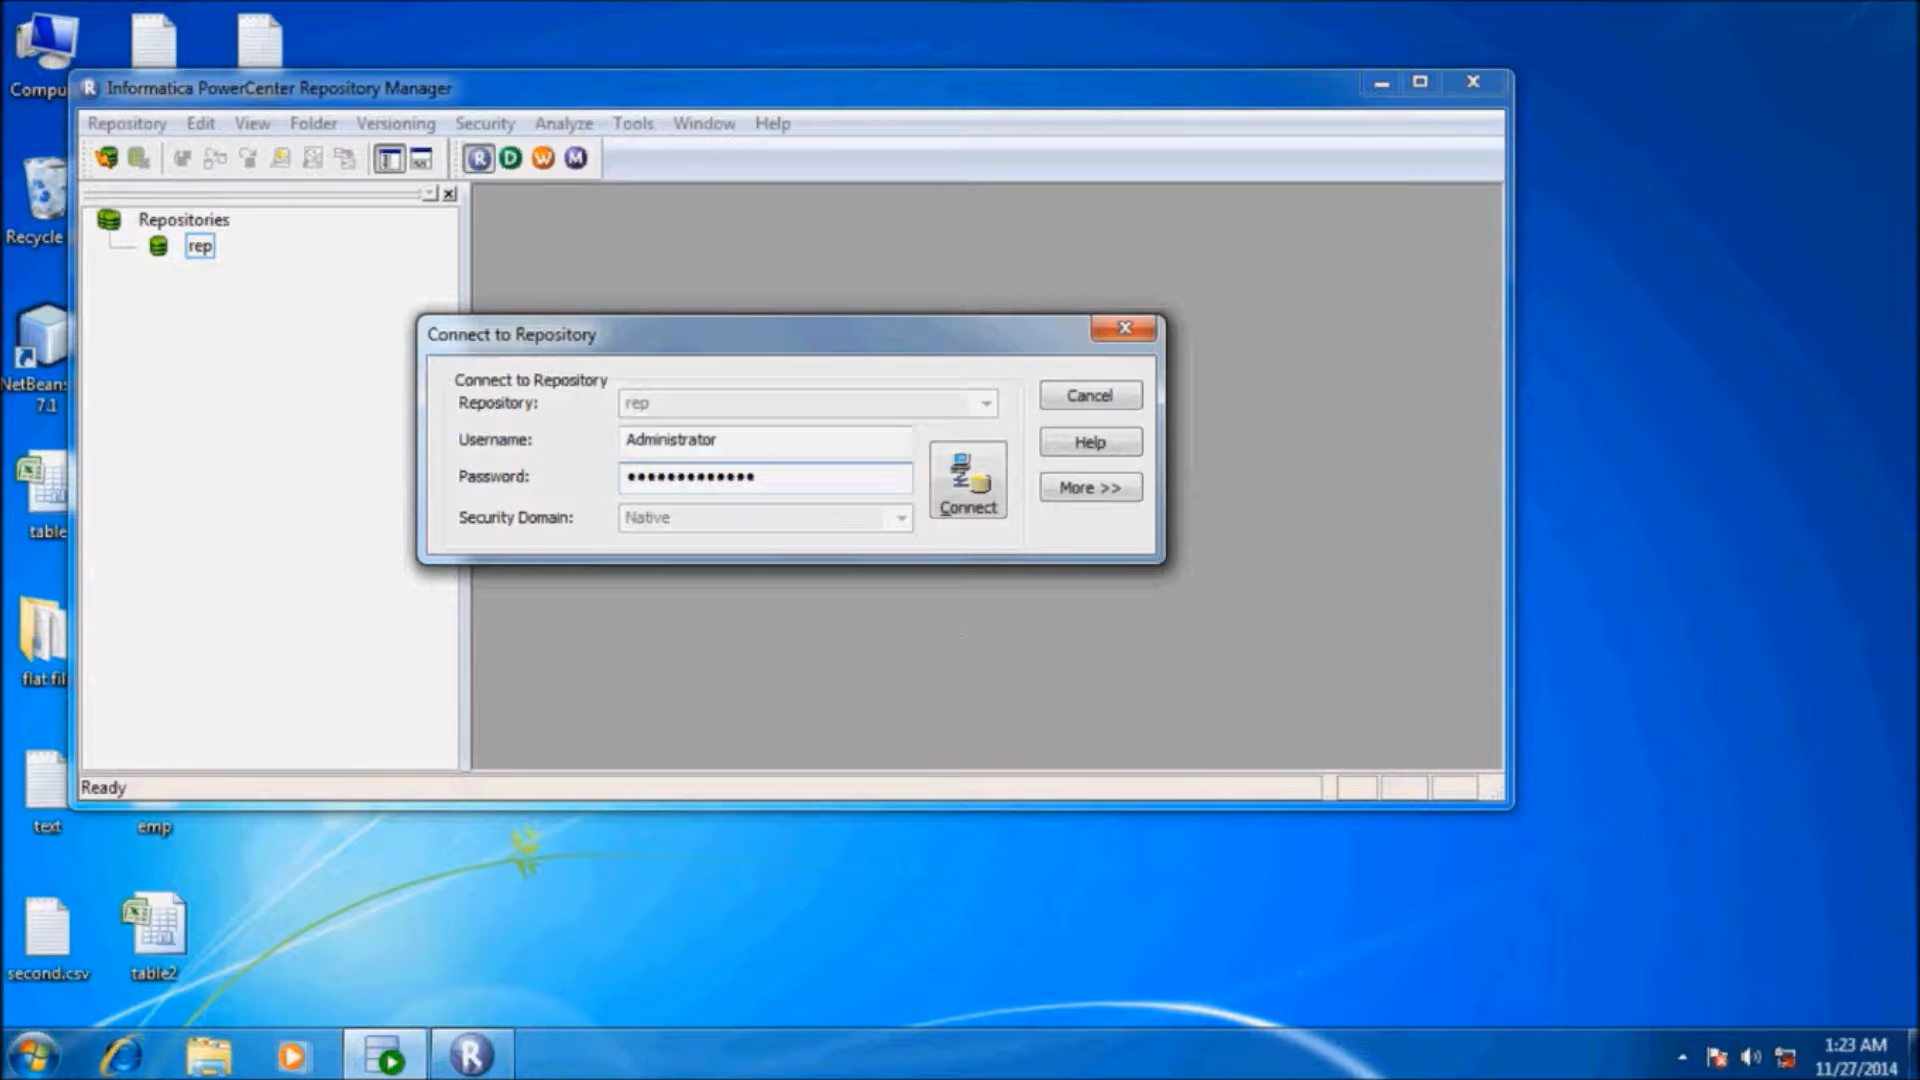 Compu
R Informatica PowerCenter Repository Manager
Repository Edit View Folder Versioning Security Analyze Tools Window Help
R D W M
Recycle
Repositories
rep
Connect to Repository
Connect to Repository
Repository: rep
Cancel
Username: Administrator
Help
Password: •••••••••••••
Connect
More >>
Security Domain: Native
NetBeans
7.1
table
flat fil
Ready
text
emp
second.csv
table2
R
1:23 AM
11/27/2014